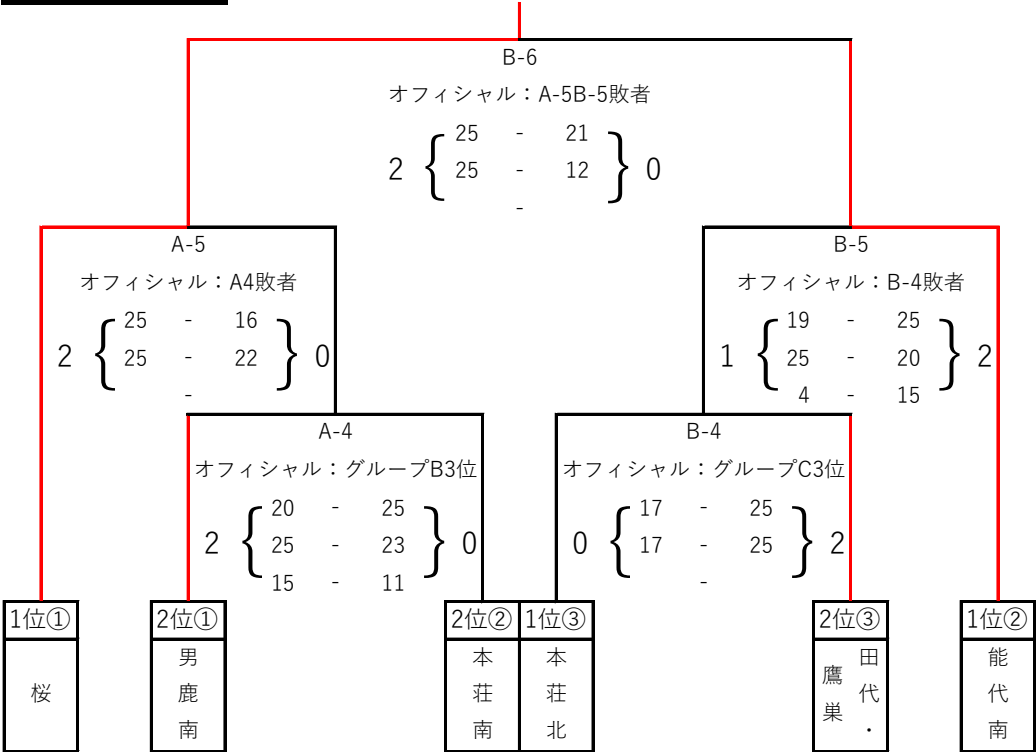 B-6
オフィシャル：A-5B-5敗者
25 - 21
2 { 25 - 12 } 0
-
A-5
オフィシャル：A4敗者
25 - 16
2 { 25 - 22 } 0
-
B-5
オフィシャル：B-4敗者
19 - 25
1 { 25 - 20 } 2
4 - 15
A-4
オフィシャル：グループB3位
20 - 25
2 { 25 - 23 } 0
15 - 11
B-4
オフィシャル：グループC3位
17 - 25
0 { 17 - 25 } 2
-
1位① 2位① 2位② 1位③ 2位③ 1位②
桜
男鹿南
本荘南
本荘北
田代・
鷹巣
能代南